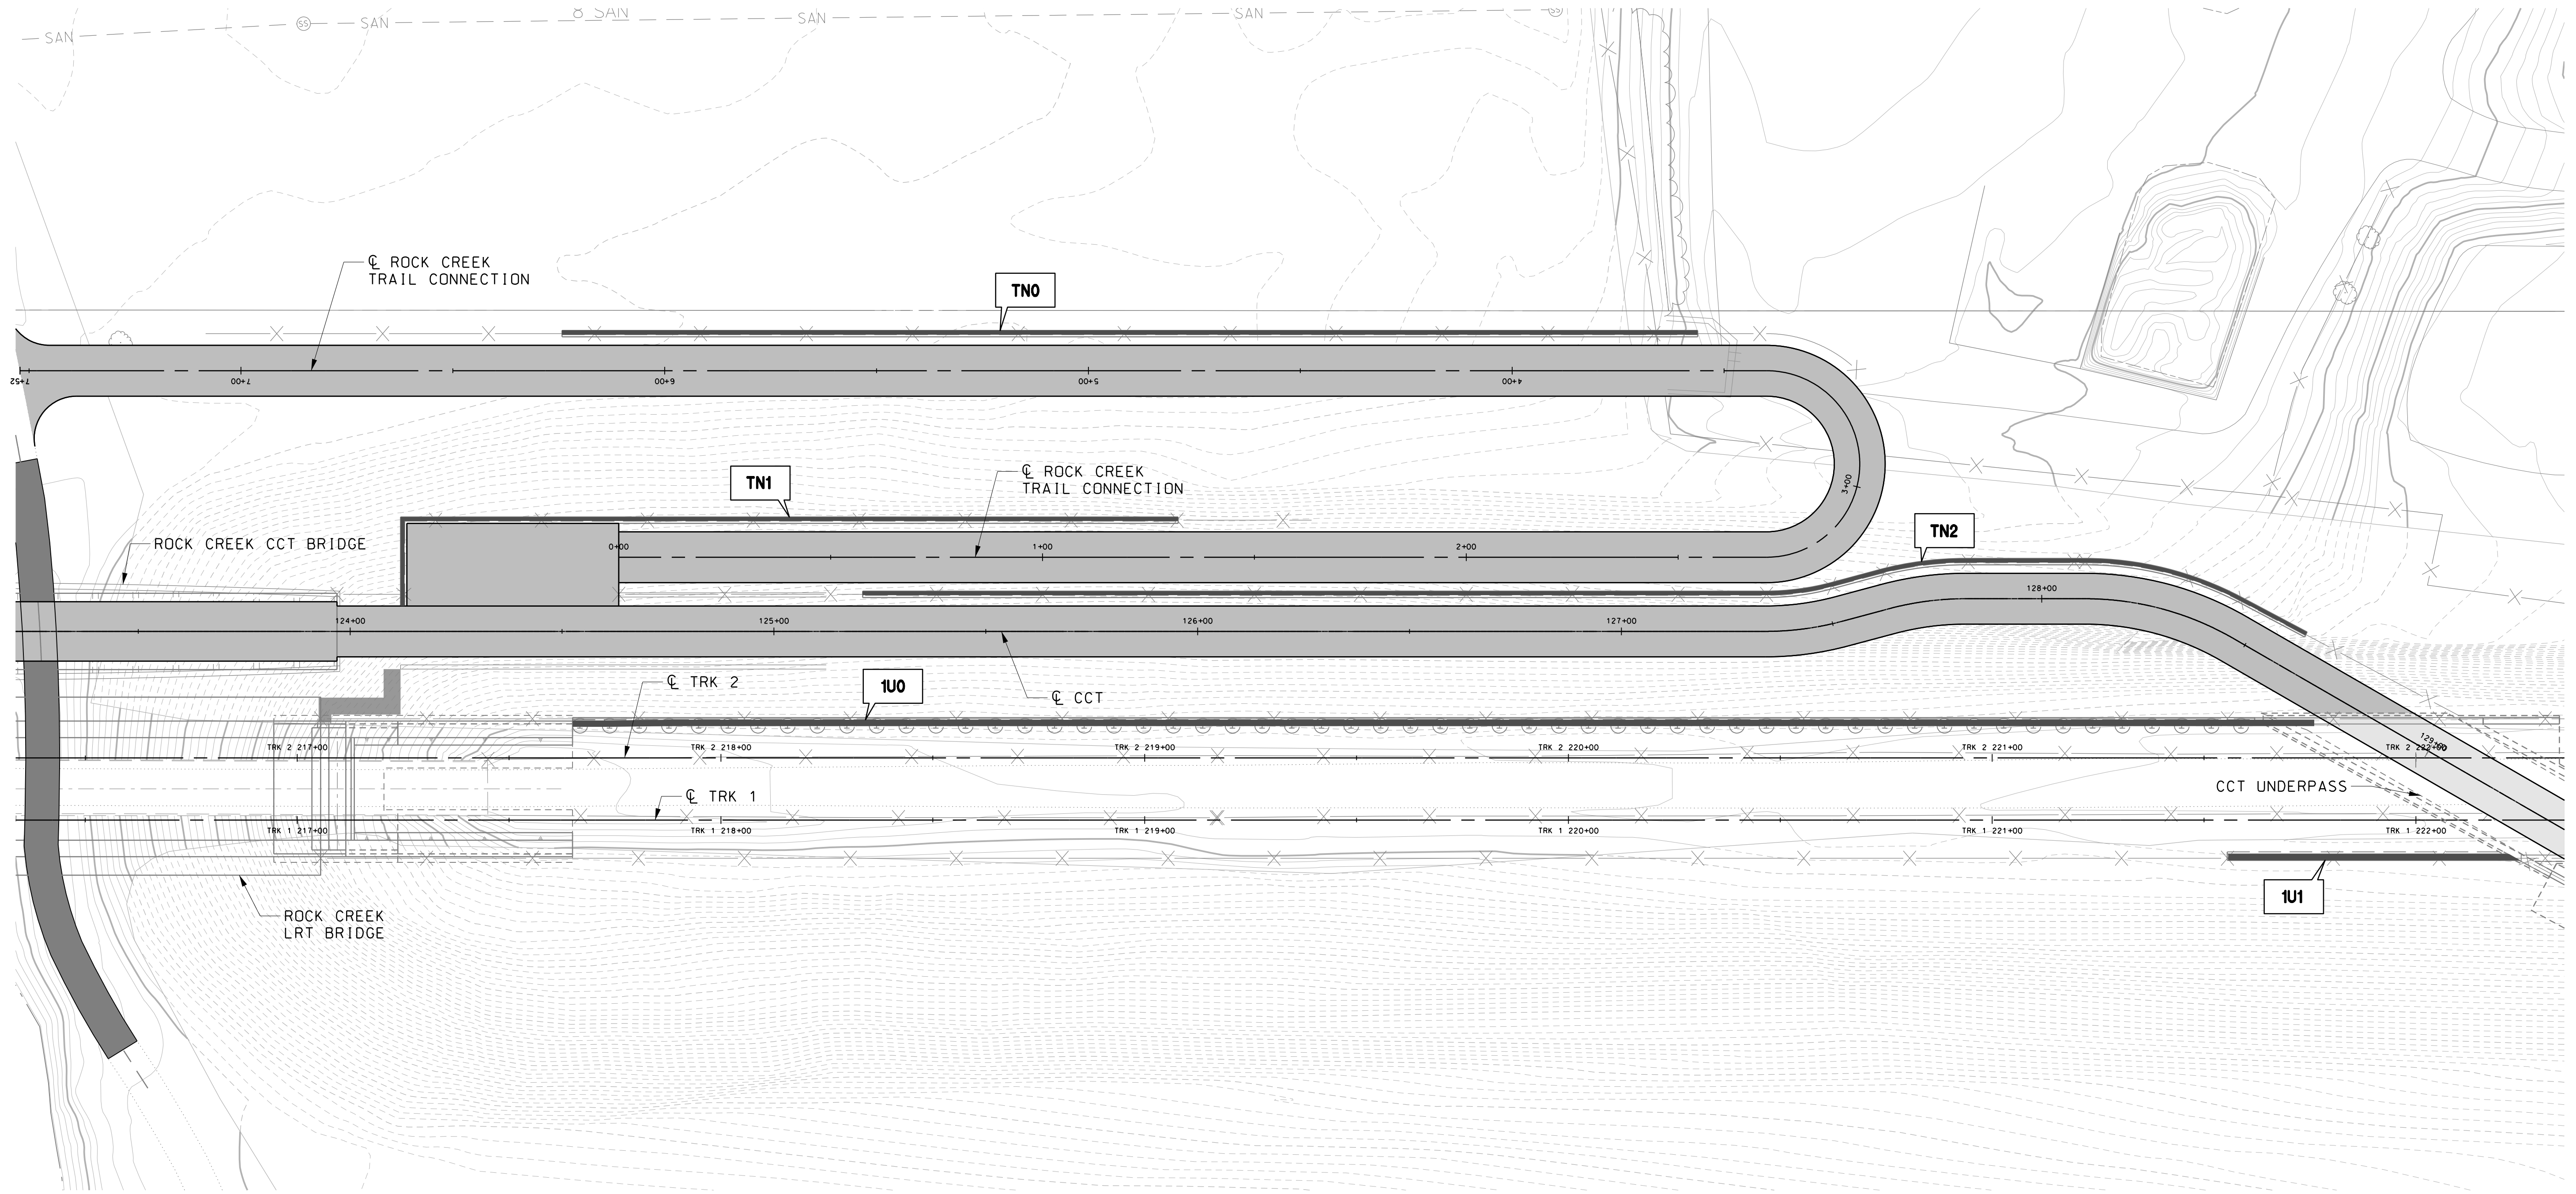 8 SAN
SAN
SAN
SAN
SAN
SS
SS
℄ ROCK CREEK
TRAIL CONNECTION
TN0
7+52
7+00
6+00
5+00
4+00
3+00
TN1
℄ ROCK CREEK
TRAIL CONNECTION
TN2
ROCK CREEK CCT BRIDGE
0+00
1+00
2+00
128+00
124+00
125+00
126+00
127+00
℄ TRK 2
1U0
℄ CCT
129+00
TRK 2 217+00
TRK 2 218+00
TRK 2 219+00
TRK 2 220+00
TRK 2 221+00
TRK 2 222+00
CCT UNDERPASS
℄ TRK 1
TRK 1 217+00
TRK 1 218+00
TRK 1 219+00
TRK 1 220+00
TRK 1 221+00
TRK 1 222+00
1U1
ROCK CREEK
LRT BRIDGE